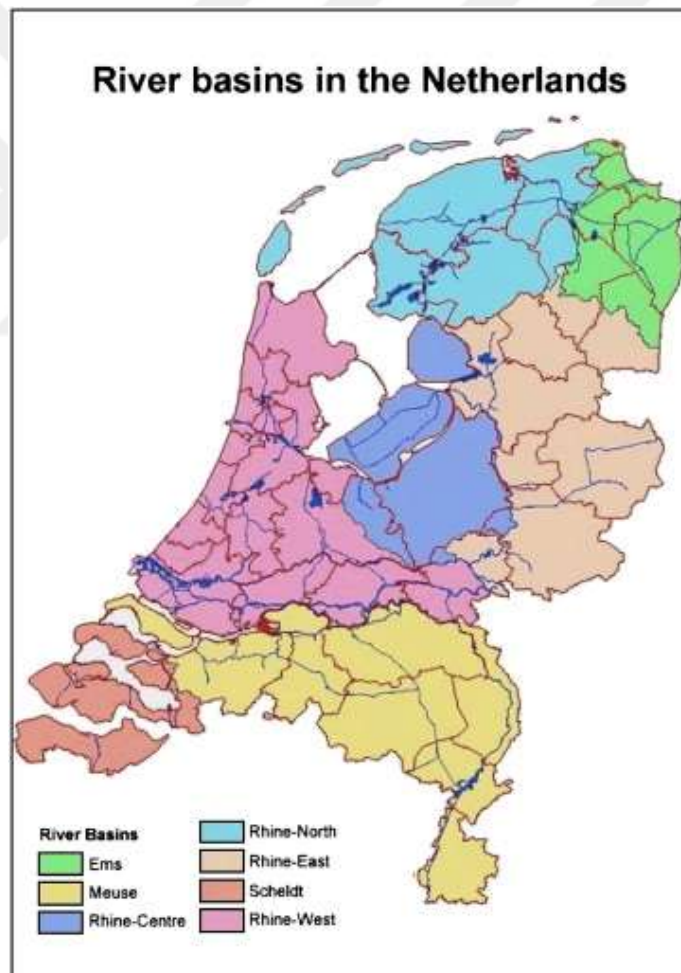 River basins in the Netherlands
River Basins
Ems
Meuse
Rhine-Centre
Rhine-North
Rhine-East
Scheldt
Rhine-West